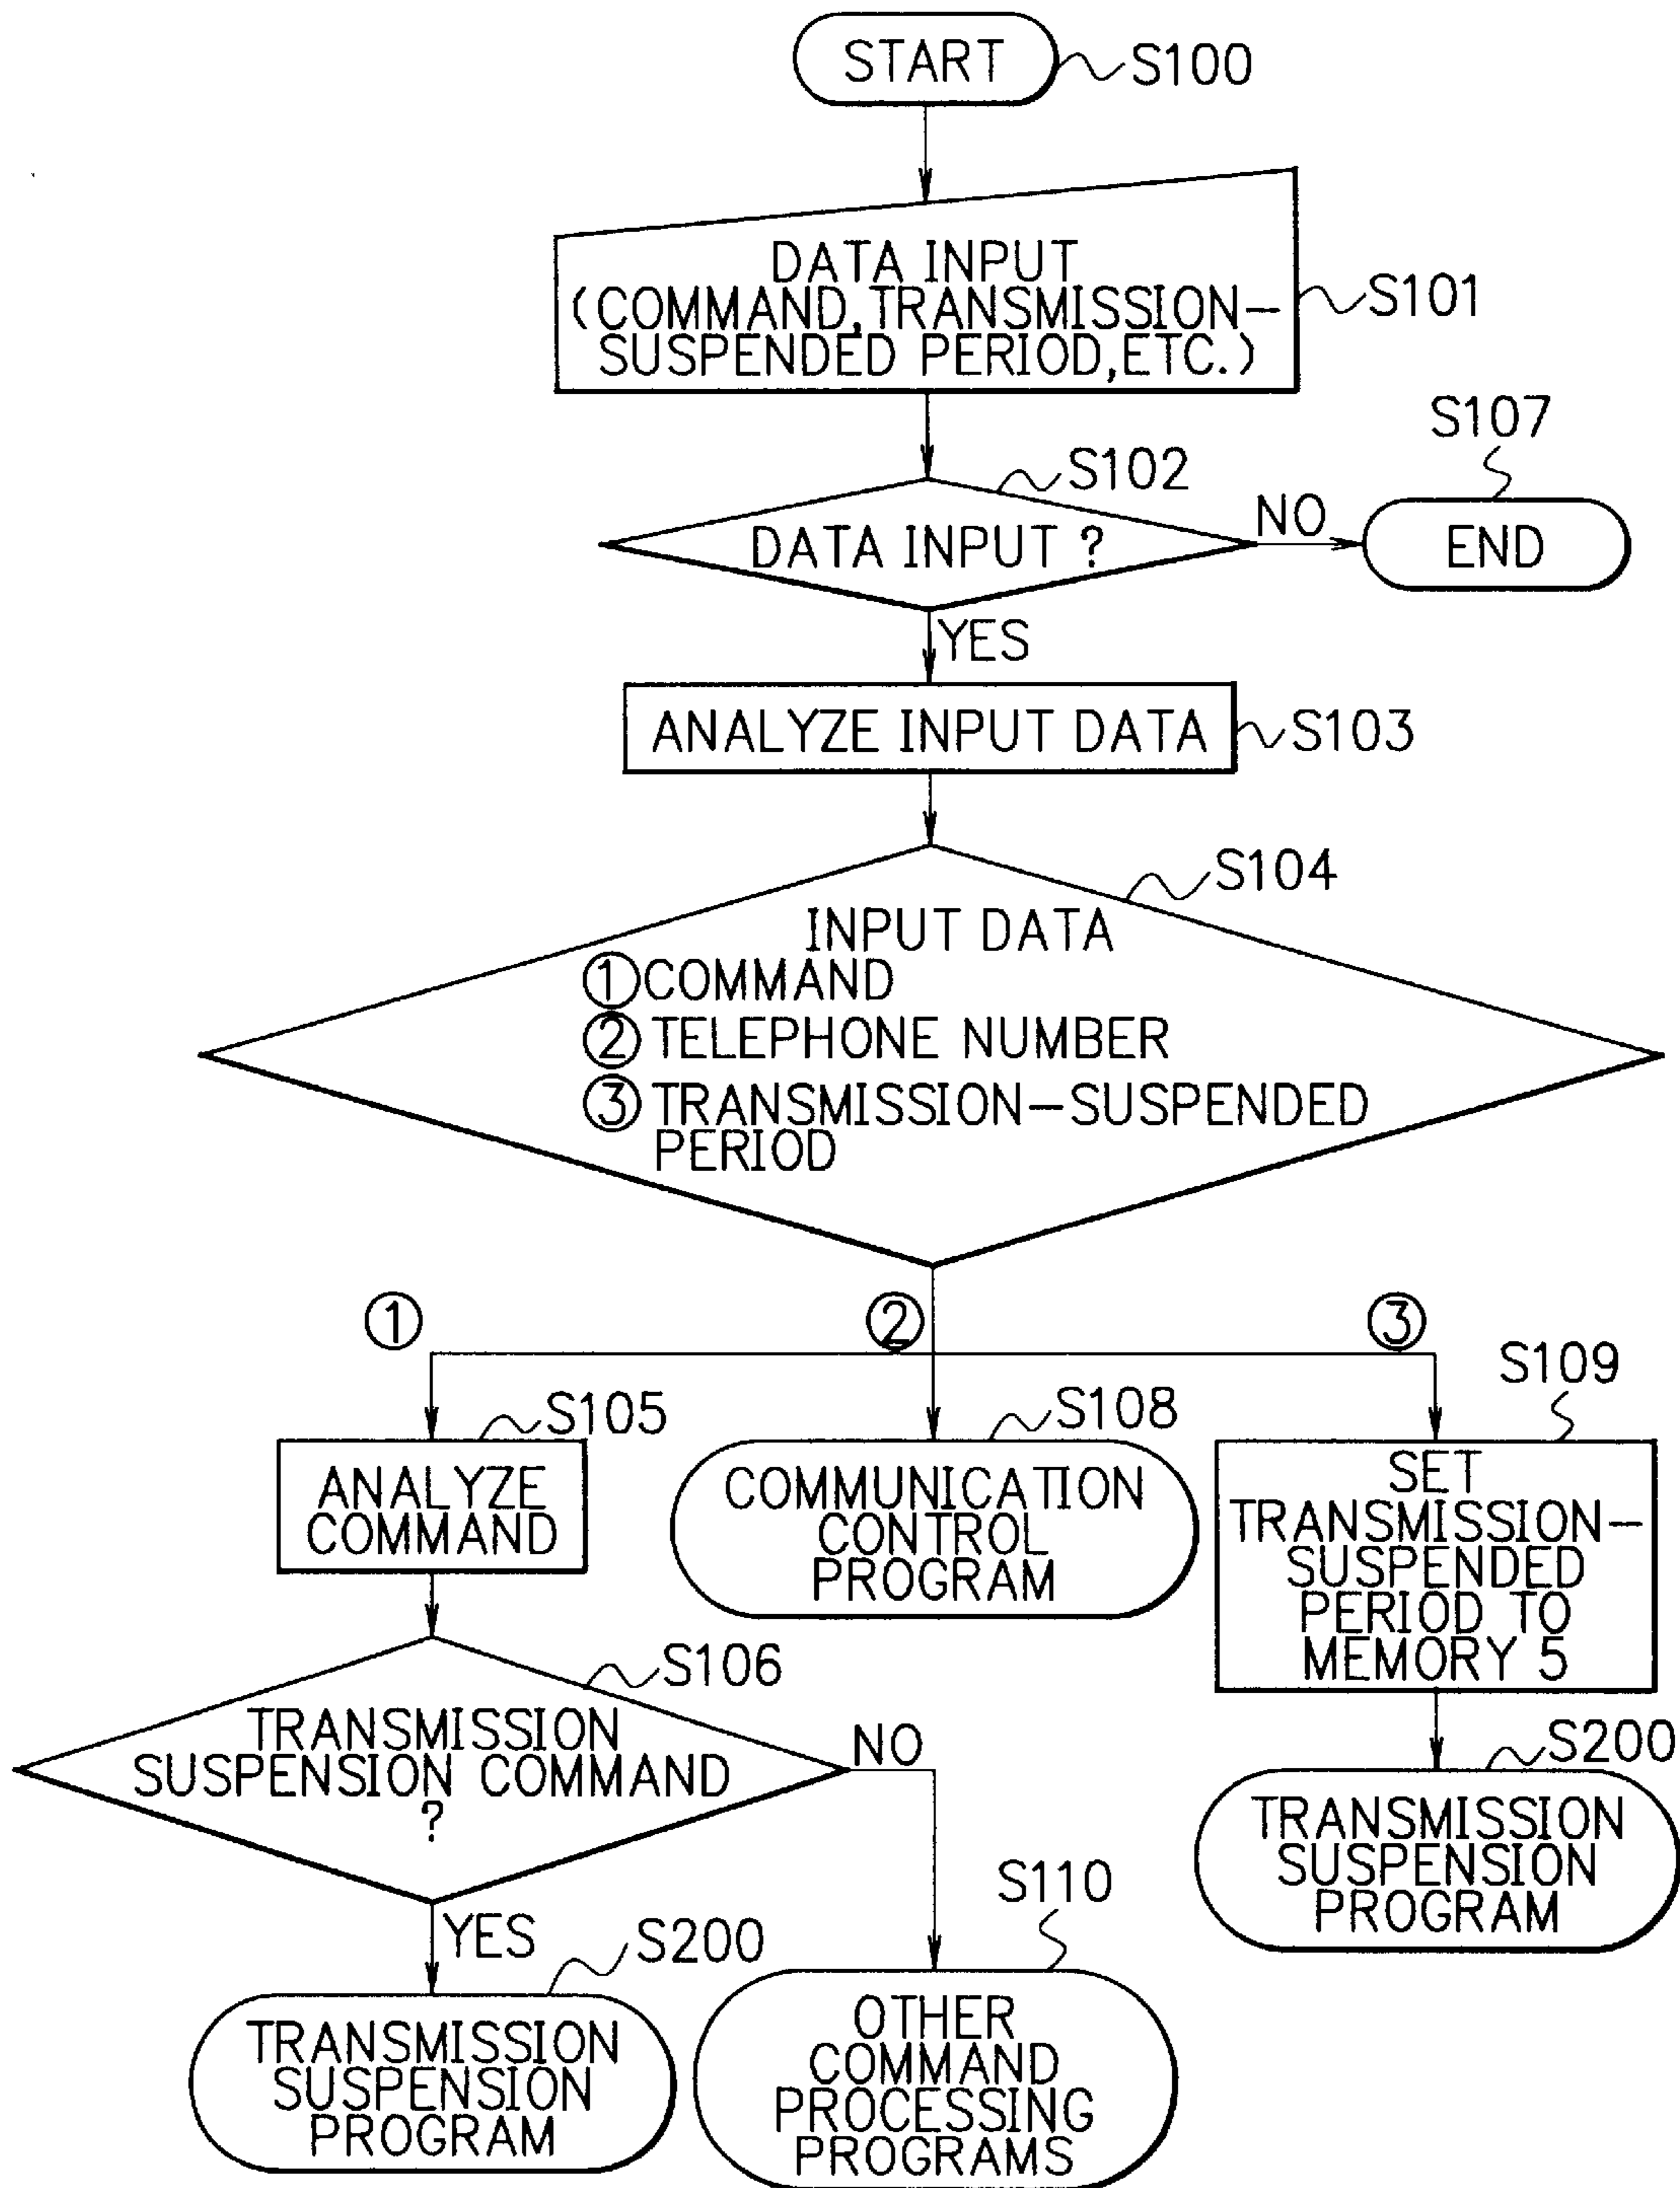 START
S100
DATA INPUT
(COMMAND,TRANSMISSION-
SUSPENDED PERIOD,ETC.)
S101
S107
S102
DATA INPUT ?
NO
END
YES
ANALYZE INPUT DATA
S103
S104
INPUT DATA
① COMMAND
② TELEPHONE NUMBER
③ TRANSMISSION-SUSPENDED
PERIOD
①
②
③
S105
S108
S109
ANALYZE
COMMAND
COMMUNICATION
CONTROL
PROGRAM
SET
TRANSMISSION-
SUSPENDED
PERIOD TO
MEMORY 5
S106
TRANSMISSION
SUSPENSION COMMAND
?
NO
S200
TRANSMISSION
SUSPENSION
PROGRAM
YES
S200
S110
TRANSMISSION
SUSPENSION
PROGRAM
OTHER
COMMAND
PROCESSING
PROGRAMS